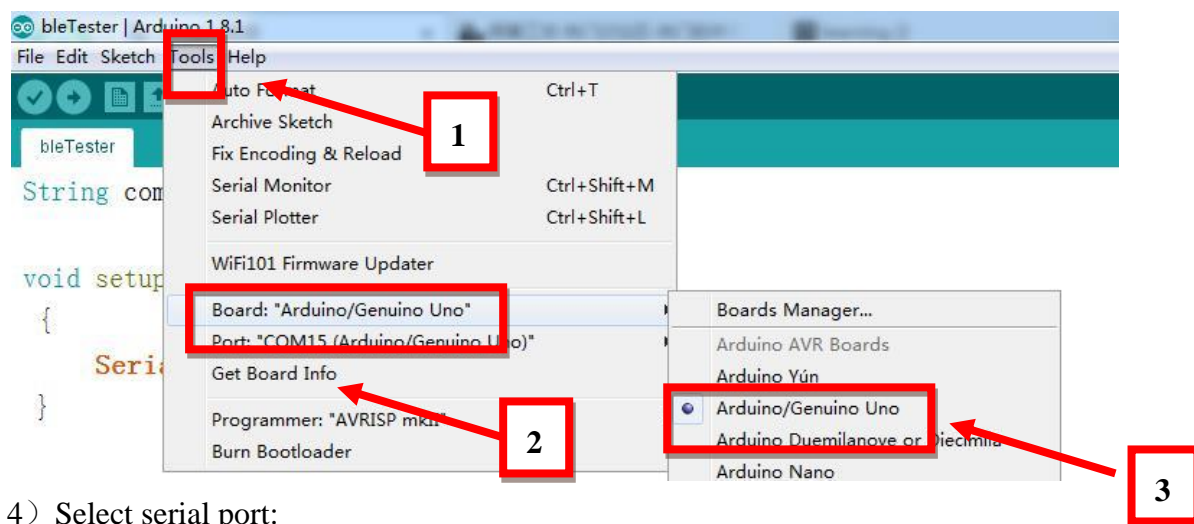 bleTester | Arduino 1.8.1
File Edit Sketch Tools Help
Auto Format Ctrl+T
Archive Sketch
1
bleTester
Fix Encoding & Reload
String com
Serial Monitor Ctrl+Shift+M
Serial Plotter Ctrl+Shift+L
WiFi101 Firmware Updater
void setup
Board: "Arduino/Genuino Uno"
Boards Manager...
{
Port: "COM15 (Arduino/Genuino Uno)"
Arduino AVR Boards
Seria
Get Board Info
Arduino Yún
}
Arduino/Genuino Uno
Programmer: "AVRISP mkII"
2
Arduino Duemilanove or Diecimila
Burn Bootloader
Arduino Nano
3
4）Select serial port: